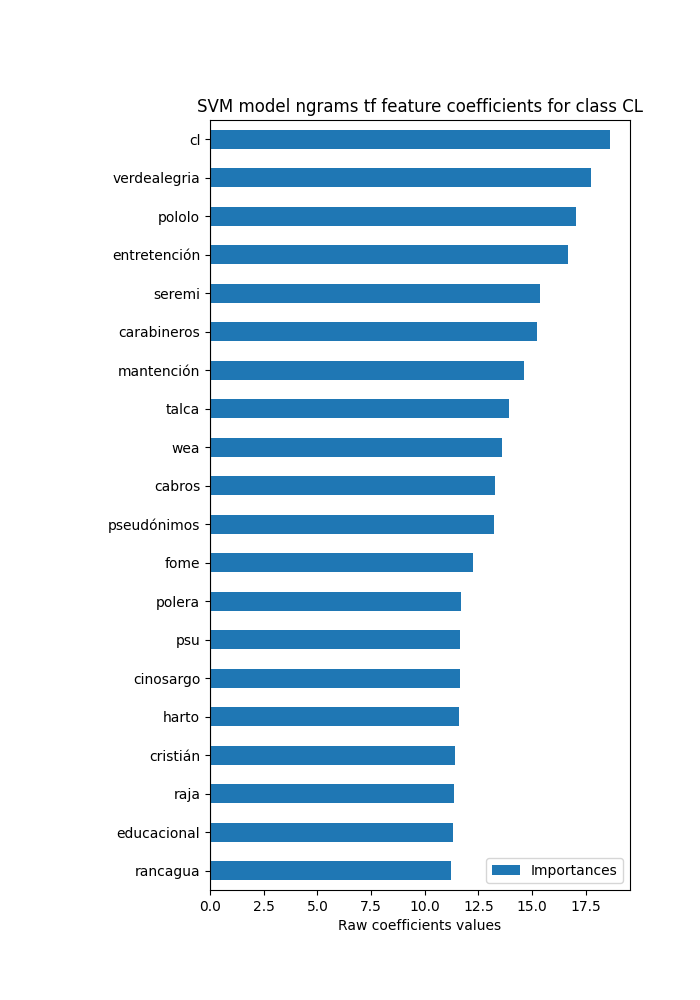 SVM model ngrams tf feature coefficients for class CL
cl
verdealegria
pololo
entretención
seremi
carabineros
mantención
talca
wea
cabros
pseudónimos
fome
polera
psu
cinosargo
harto
cristián
raja
educacional
rancagua
Importances
0.0 2.5 5.0 7.5 10.0 12.5 15.0 17.5
Raw coefficients values